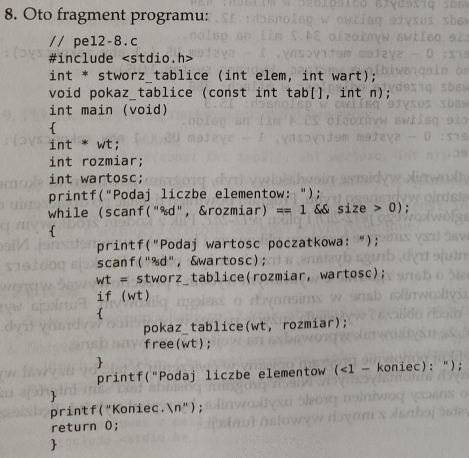 8. Oto fragment programu:
// pe12-8.c
#include <stdio.h>
int * stworz_tablice (int elem, int wart);
void pokaz_tablice (const int tab[], int n);
int main (void)
{
int * wt;
int rozmiar;
int wartosc;
printf("Podaj liczbe elementow: ");
while (scanf("%d", &rozmiar) == 1 && size > 0);
{
printf("Podaj wartosc poczatkowa: ");
scanf("%d", &wartosc);
wt = stworz_tablice(rozmiar, wartosc);
if (wt)
{
pokaz_tablice(wt, rozmiar);
free(wt);
}
printf("Podaj liczbe elementow (<1 – koniec): ");
}
printf("Koniec.\n");
return 0;
}